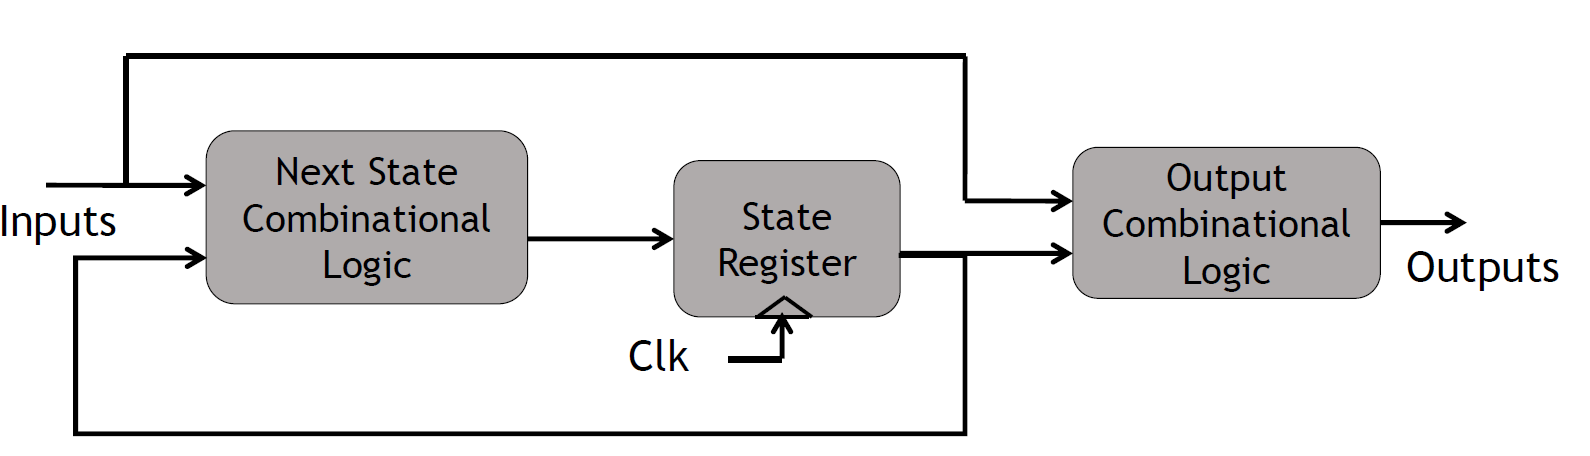 Inputs
Next State
Combinational
Logic
State
Register
Clk
Output
Combinational
Logic
Outputs